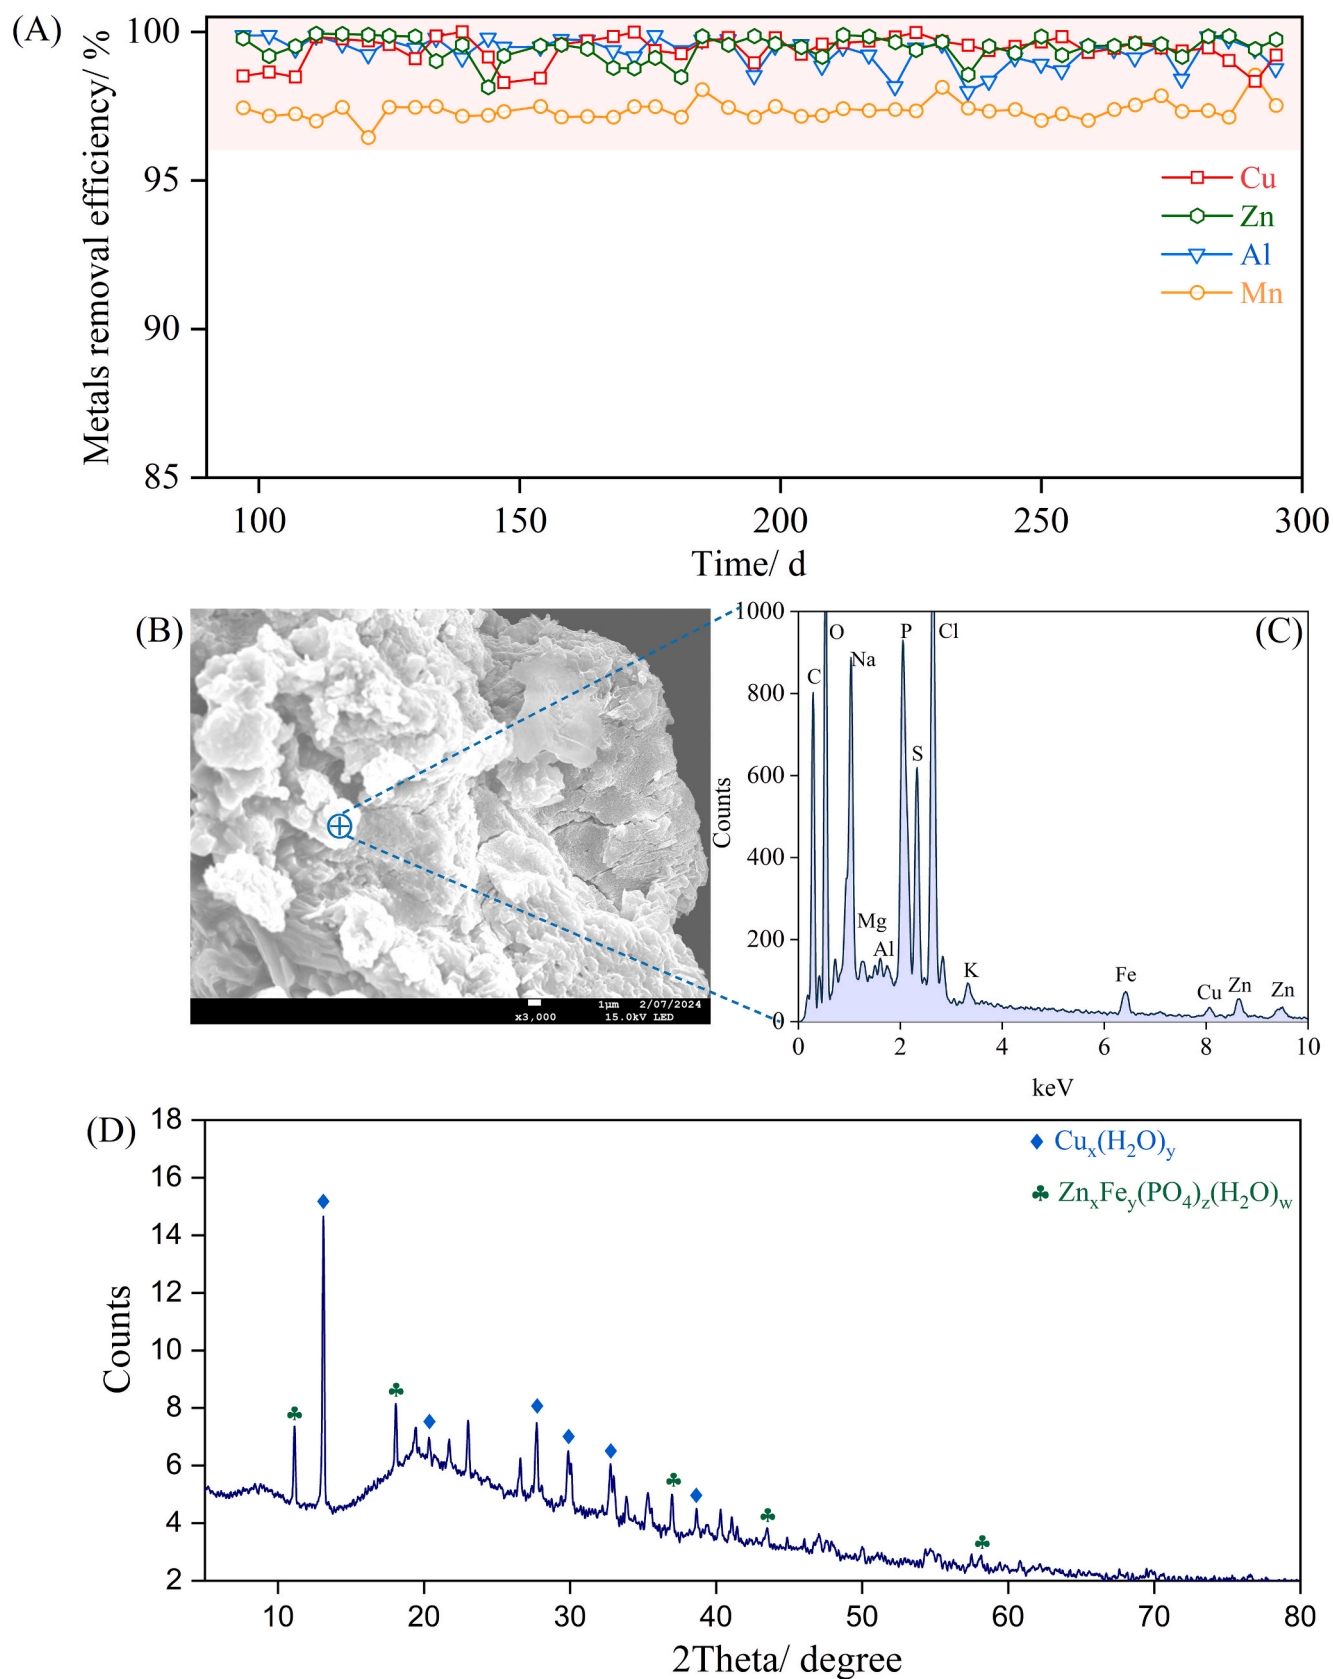 (A)
Metals removal efficiency/ %
100
95
90
85
Cu
Zn
Al
Mn
100 150 200 250 300
Time/ d
(B)
1µm 2/07/2024
x3,000 15.0kV LED
(C)
Counts
1000
800
600
400
200
0
C
O
Na
Mg
Al
P
S
Cl
K
Fe
Cu
Zn
Zn
0 2 4 6 8 10
keV
(D)
Counts
18
16
14
12
10
8
6
4
2
Cuₓ(H₂O)y
ZnₓFey(PO₄)z(H₂O)w
10 20 30 40 50 60 70 80
2Theta/ degree